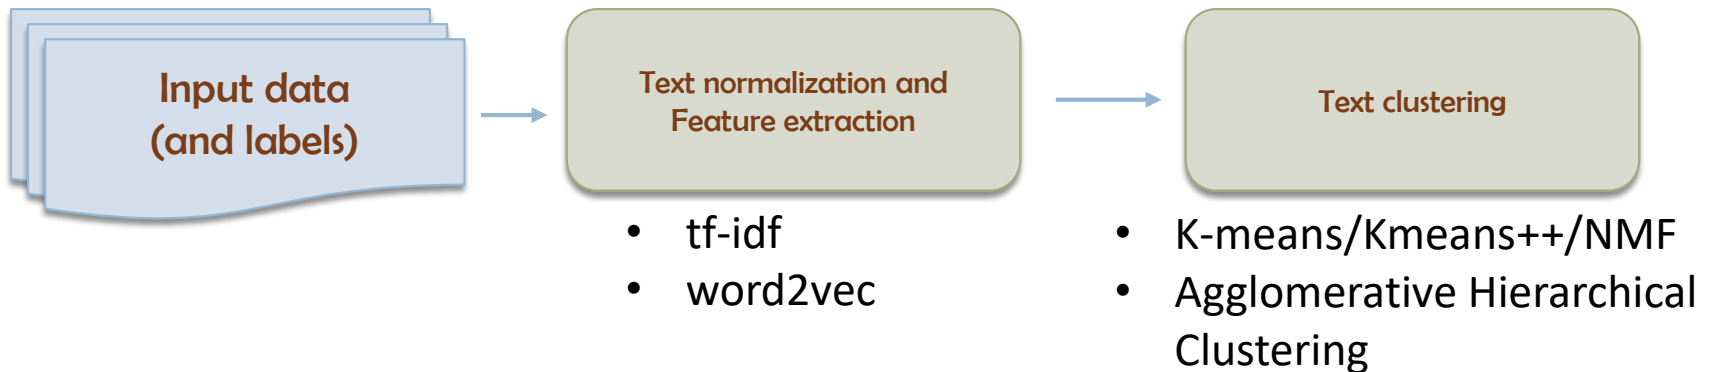 Input data
(and labels)
Text normalization and
Feature extraction
Text clustering
• tf-idf
• word2vec
• K-means/Kmeans++/NMF
• Agglomerative Hierarchical
Clustering